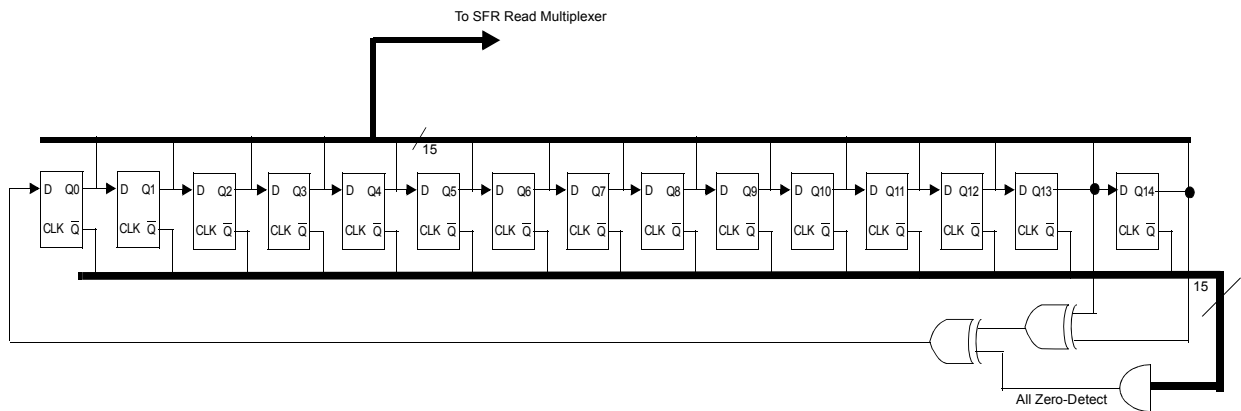 To SFR Read Multiplexer
15
D Q0 D Q1 D Q2 D Q3 D Q4 D Q5 D Q6 D Q7 D Q8 D Q9 D Q10 D Q11 D Q12 D Q13 D Q14
CLK Q̅ CLK Q̅ CLK Q̅ CLK Q̅ CLK Q̅ CLK Q̅ CLK Q̅ CLK Q̅ CLK Q̅ CLK Q̅ CLK Q̅ CLK Q̅ CLK Q̅ CLK Q̅ CLK Q̅
15
All Zero-Detect